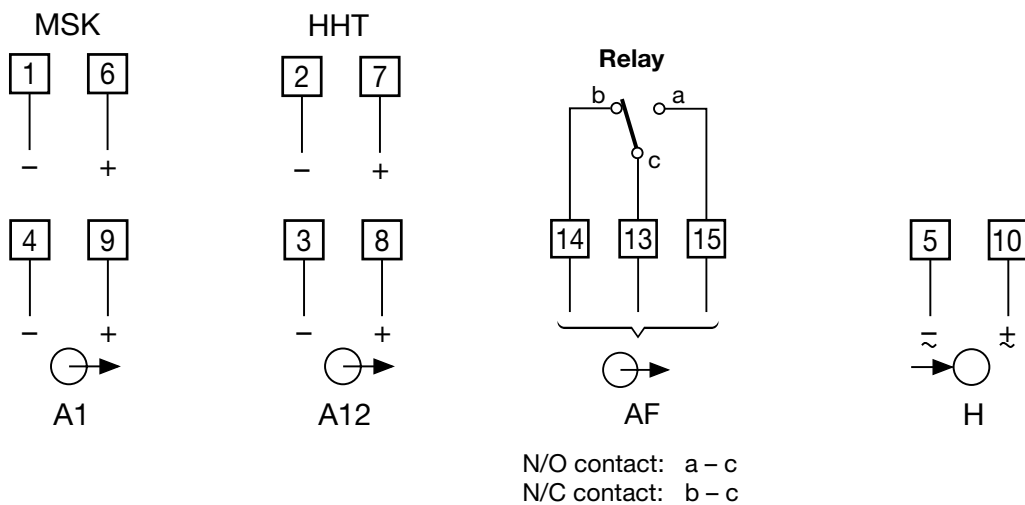 MSK HHT
1 6 2 7 Relay
b a
c
− + − +
4 9 3 8 14 13 15 5 10
− + − + − ~ + ~
A1 A12 AF H
N/O contact: a – c
N/C contact: b – c